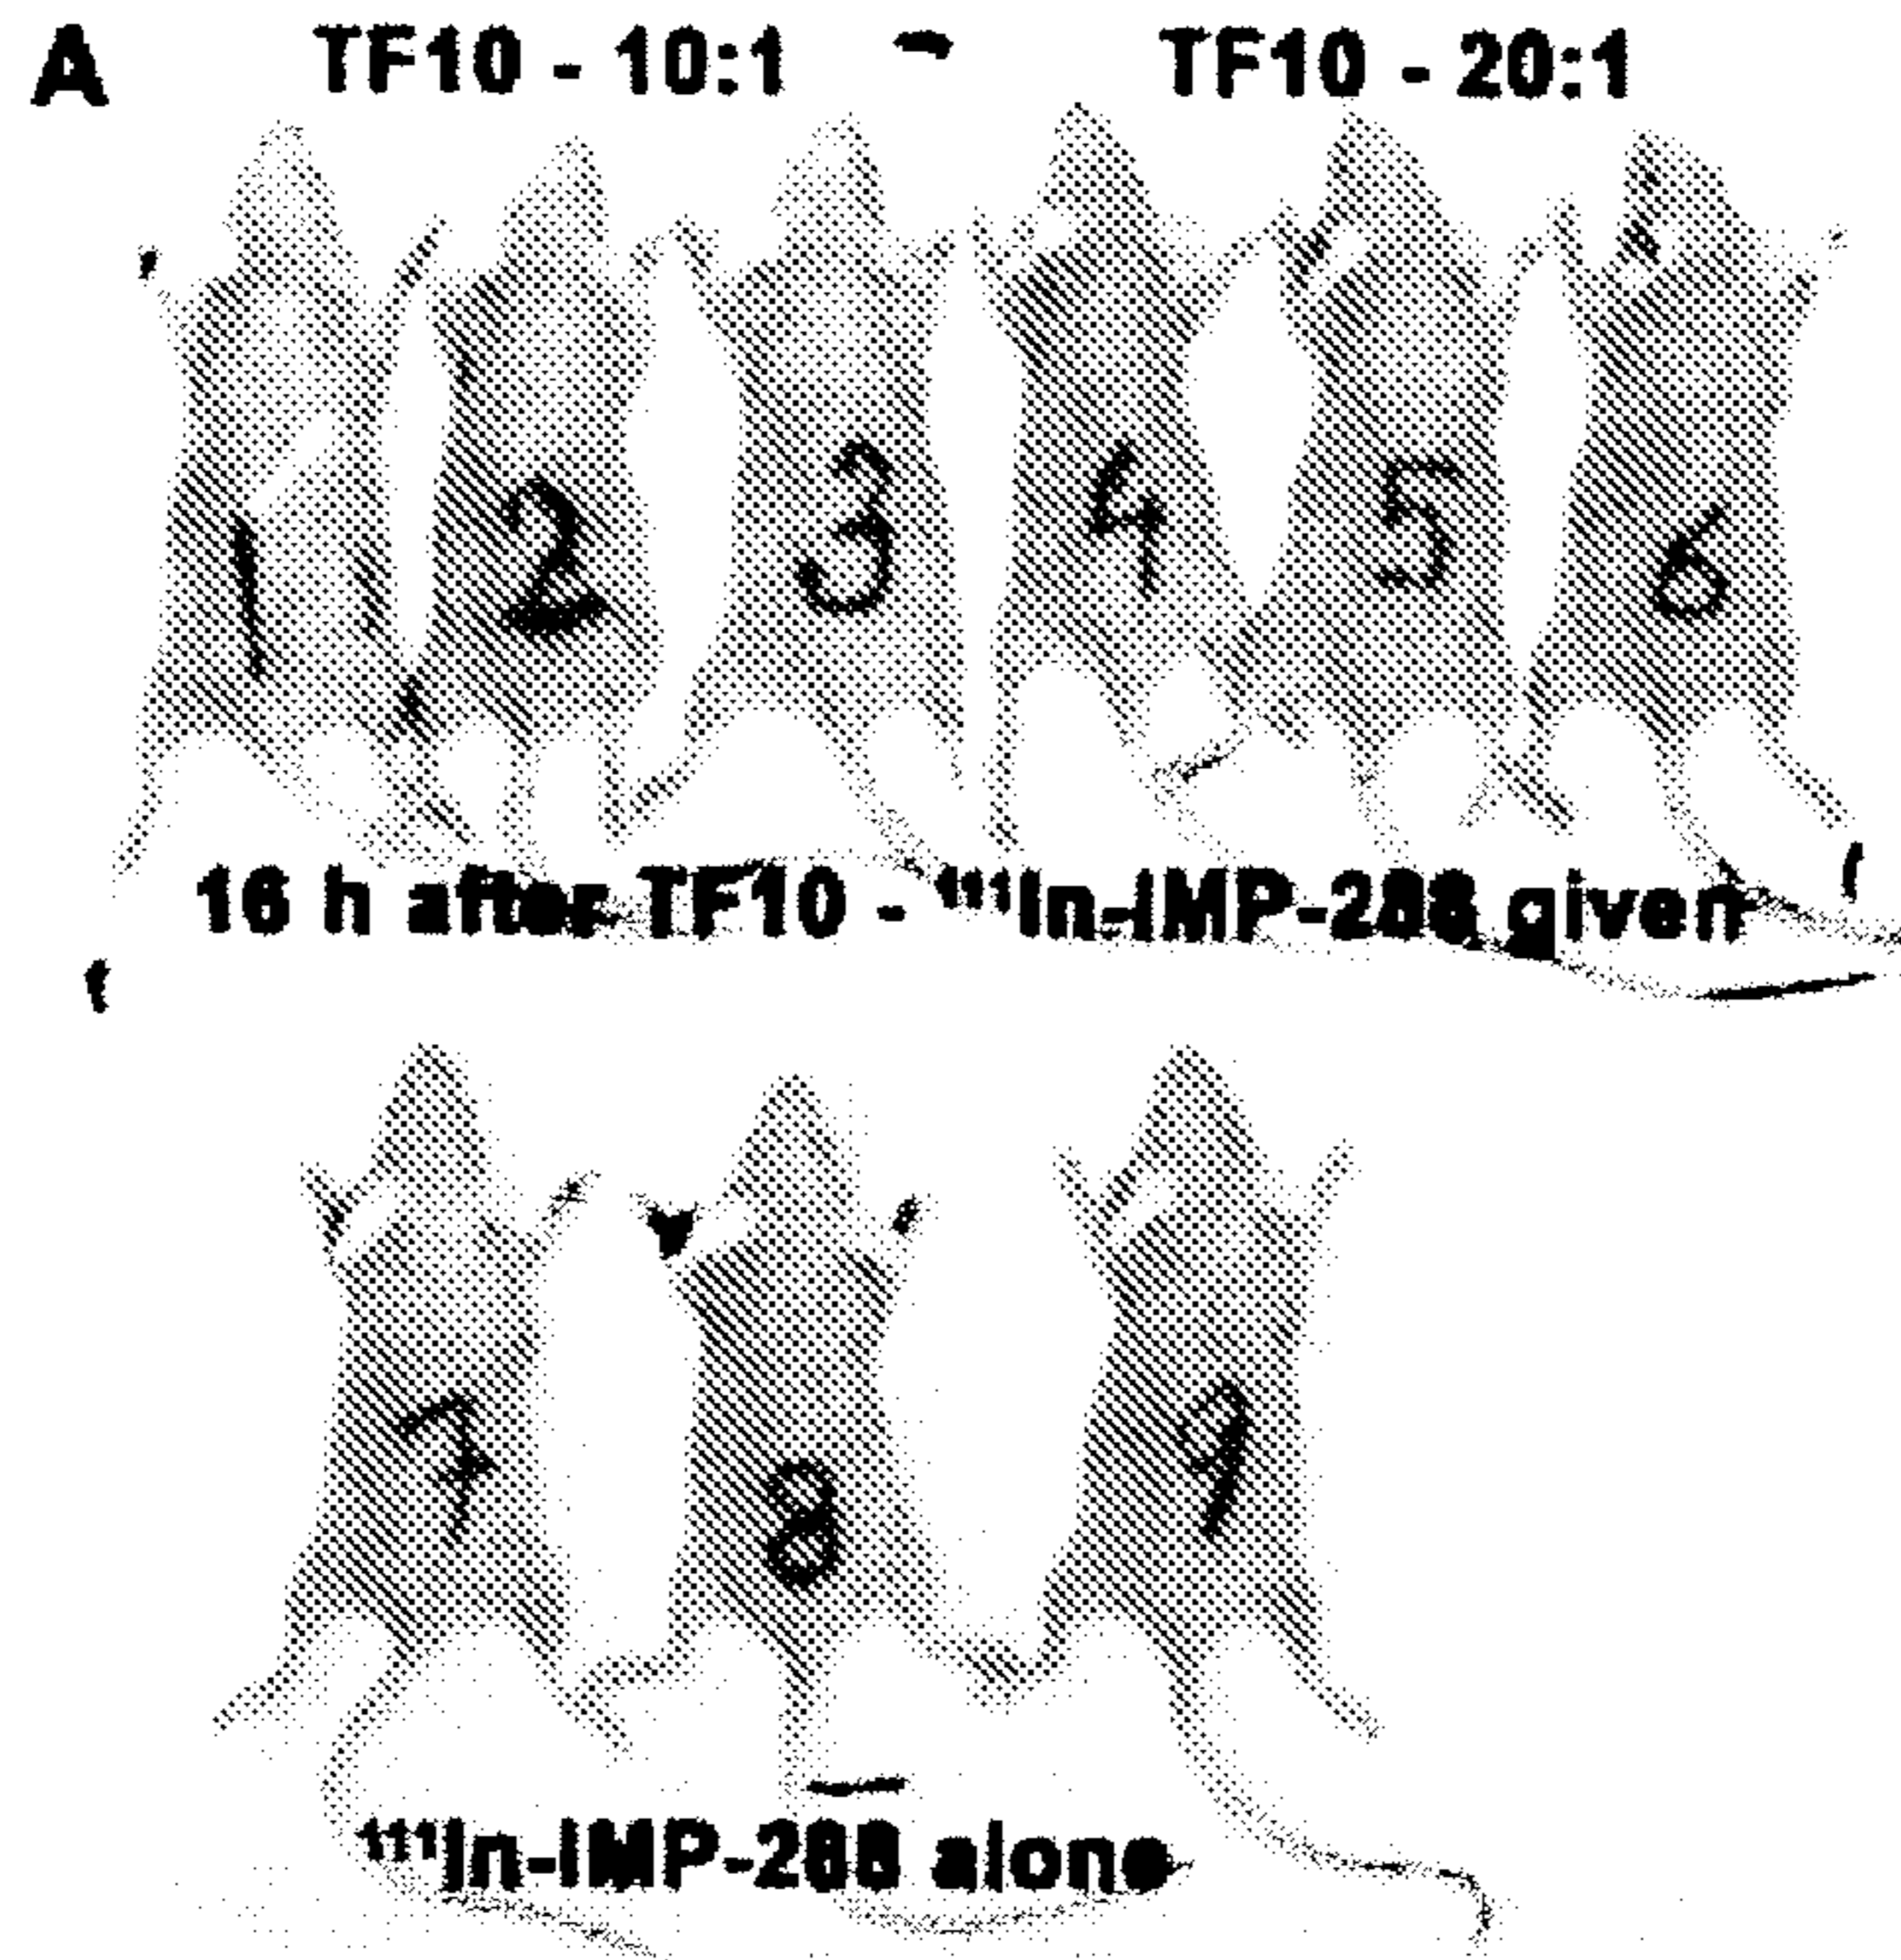 A TF10 - 10:1 TF10 - 20:1
1 2 3 4 5 6
16 h after TF10 - ¹¹¹In-IMP-288 given
7 8 9
¹¹¹In-IMP-288 alone